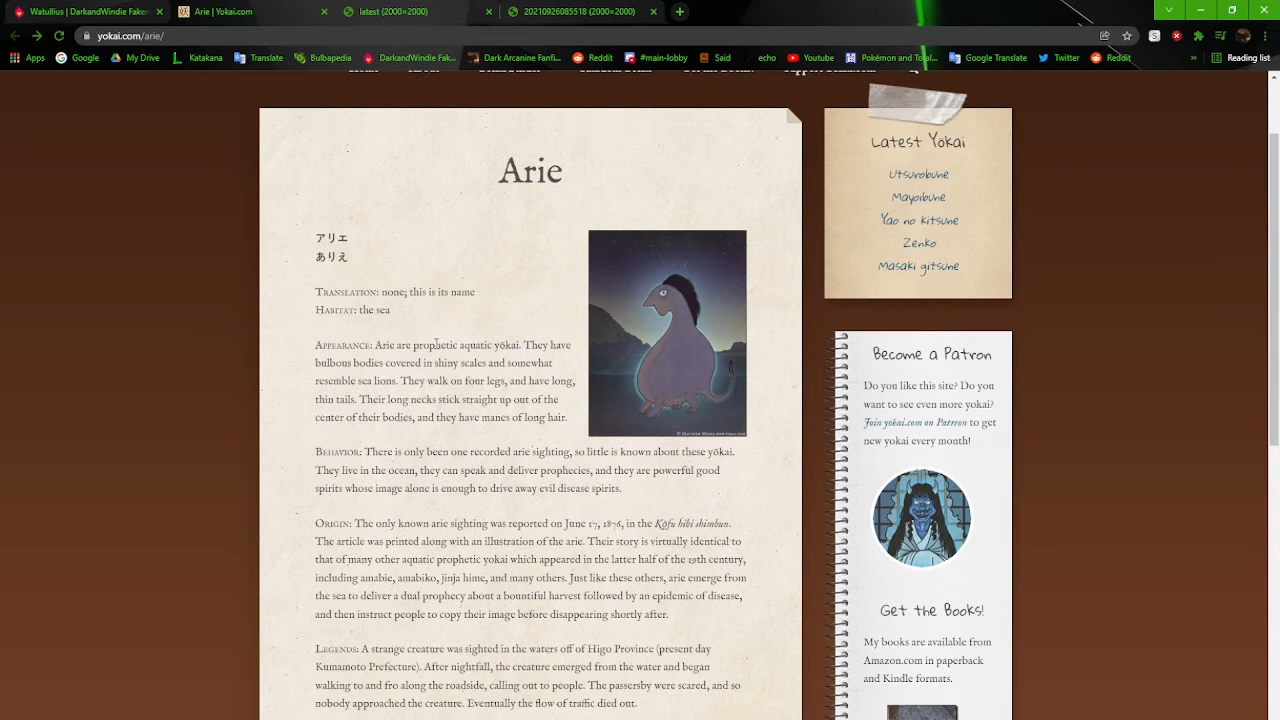 Watullius | DarkandWindie Faken
Arie | Yokai.com
latest (2000×2000)
20210926085518 (2000×2000)
yokai.com/arie/
Apps
Google
My Drive
Katakana
Translate
Bulbapedia
DarkandWindie Fak...
Dark Arcanine Fanfi...
Reddit
#main-lobby
Said
echo
Youtube
Pokémon and Total...
Google Translate
Twitter
Reddit
»
Reading list
Arie
アリエ
ありえ
Translation: none; this is its name
Habitat: the sea
Appearance: Arie are prophetic aquatic yōkai. They have
bulbous bodies covered in shiny scales and somewhat
resemble sea lions. They walk on four legs, and have long,
thin tails. Their long necks stick straight up out of the
center of their bodies, and they have manes of long hair.
© Matthew Meyer www.yokai.com
Behavior: There is only been one recorded arie sighting, so little is known about these yōkai.
They live in the ocean, they can speak and deliver prophecies, and they are powerful good
spirits whose image alone is enough to drive away evil disease spirits.
Origin: The only known arie sighting was reported on June 17, 1876, in the Kōfu hibi shimbun.
The article was printed along with an illustration of the arie. Their story is virtually identical to
that of many other aquatic prophetic yokai which appeared in the latter half of the 19th century,
including amabie, amabiko, jinja hime, and many others. Just like these others, arie emerge from
the sea to deliver a dual prophecy about a bountiful harvest followed by an epidemic of disease,
and then instruct people to copy their image before disappearing shortly after.
Legends: A strange creature was sighted in the waters off of Higo Province (present day
Kumamoto Prefecture). After nightfall, the creature emerged from the water and began
walking to and fro along the roadside, calling out to people. The passersby were scared, and so
nobody approached the creature. Eventually the flow of traffic died out.
Latest Yōkai
Utsurobune
Mayoibune
Yao no kitsune
Zenko
Masaki gitsune
Become a Patron
Do you like this site? Do you
want to see even more yokai?
Join yokai.com on Patreon to get
new yokai every month!
Get the Books!
My books are available from
Amazon.com in paperback
and Kindle formats.